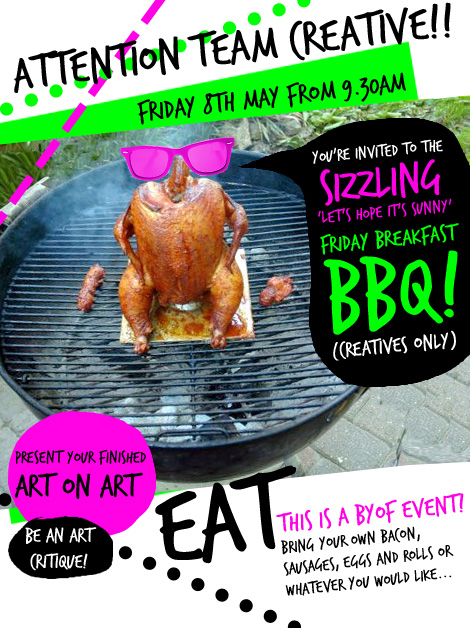 ATTENTION TEAM CREATIVE!!
FRIDAY 8TH MAY FROM 9.30AM
YOU'RE INVITED TO THE
SIZZLING
'LET'S HOPE IT'S SUNNY'
FRIDAY BREAKFAST
BBQ!
(CREATIVES ONLY)
PRESENT YOUR FINISHED
ART ON ART
BE AN ART
CRITIQUE!
EAT
THIS IS A BYOF EVENT!
BRING YOUR OWN BACON,
SAUSAGES, EGGS AND ROLLS OR
WHATEVER YOU WOULD LIKE...